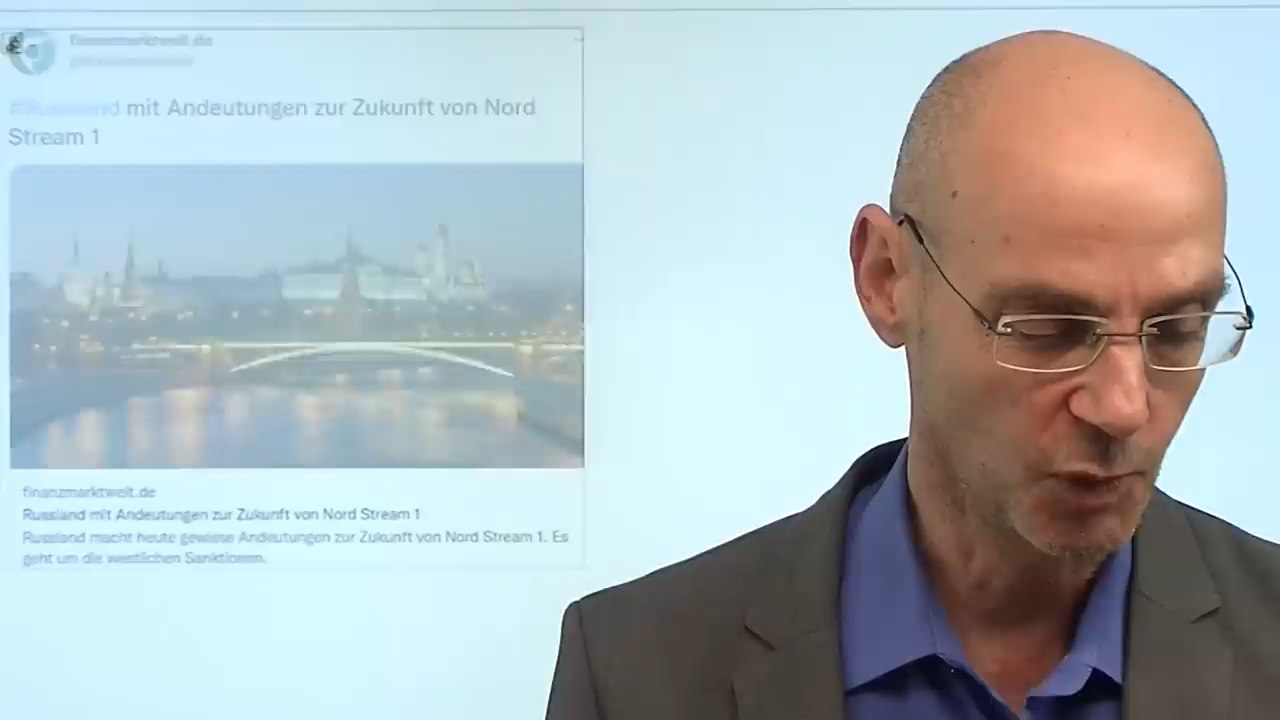 finanzmarktwelt.de
#Russland mit Andeutungen zur Zukunft von Nord
Stream 1
finanzmarktwelt.de
Russland mit Andeutungen zur Zukunft von Nord Stream 1
Russland macht heute gewisse Andeutungen zur Zukunft von Nord Stream 1. Es
geht um die westlichen Sanktionen.